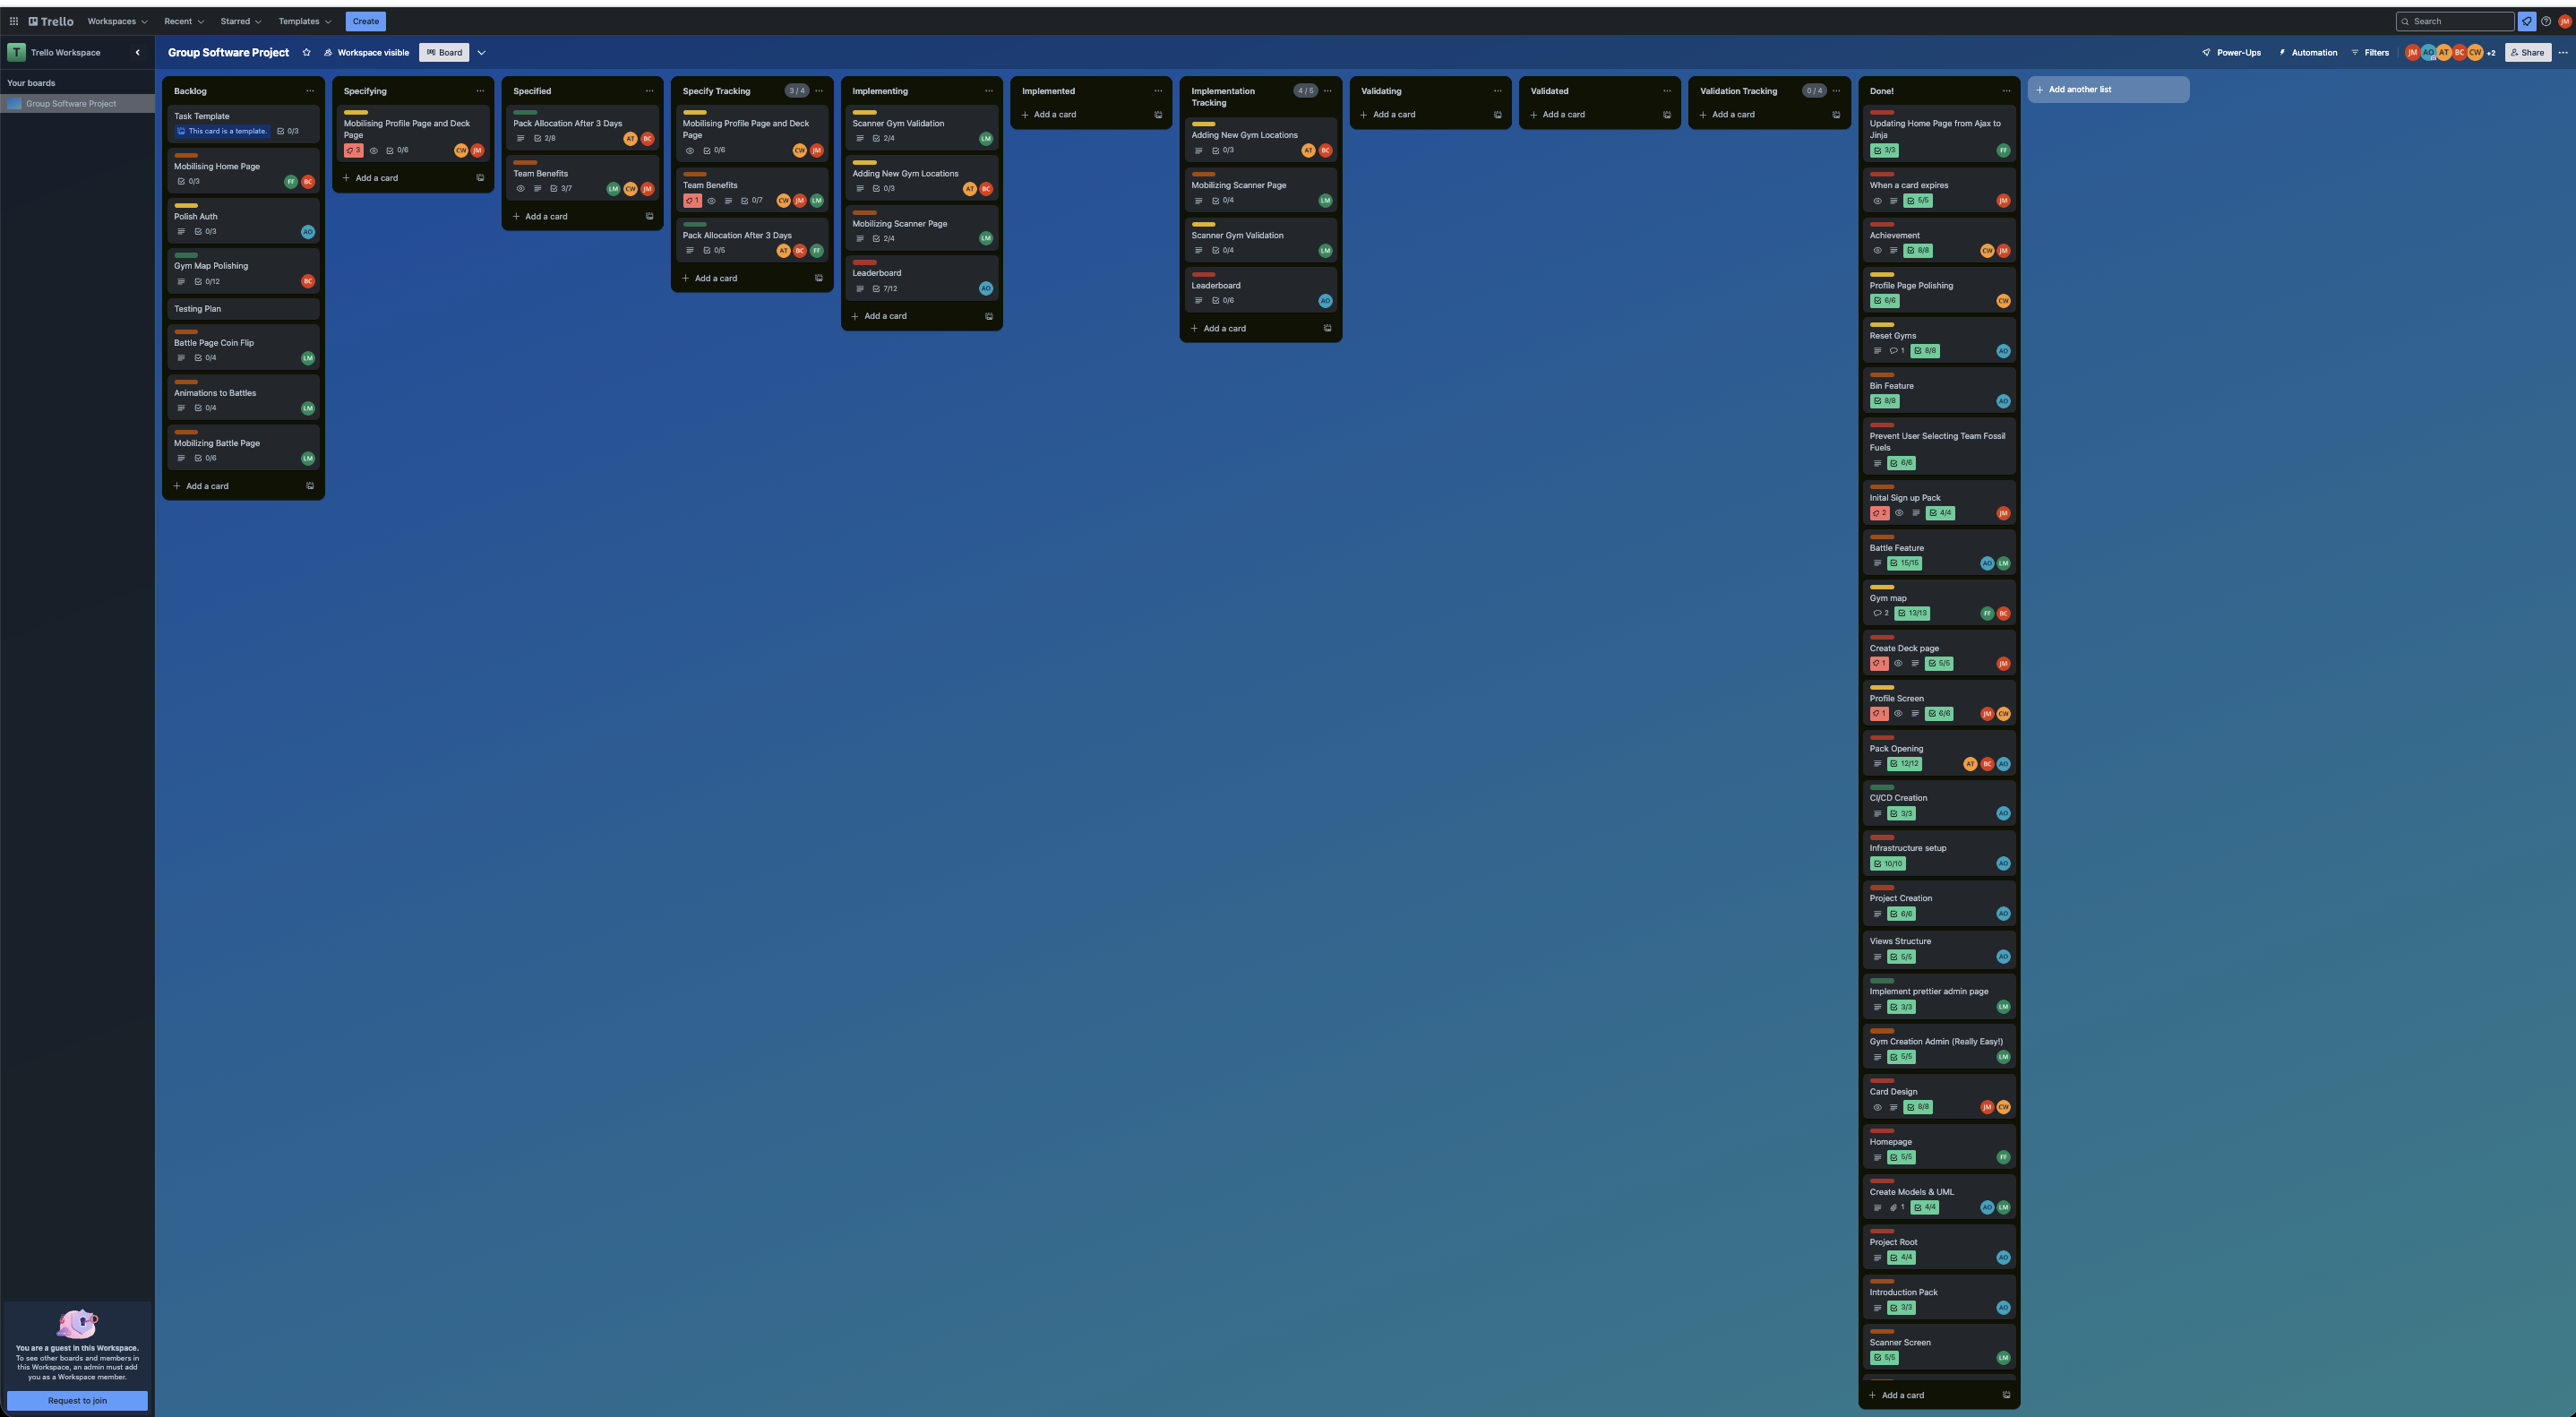 Trello
Workspaces
Recent
Starred
Templates
Create
Search
JM
T
Trello Workspace
Group Software Project
Workspace visible
Board
Power-Ups
Automation
Filters
JM AO AT BC CW +2
Share
Your boards
Group Software Project
Backlog
Task Template
This card is a template.
0/3
Mobilising Home Page
0/3
FF BC
Polish Auth
0/3
AO
Gym Map Polishing
0/12
BC
Testing Plan
Battle Page Coin Flip
0/4
LM
Animations to Battles
0/4
LM
Mobilizing Battle Page
0/6
LM
Add a card
Specifying
Mobilising Profile Page and Deck
Page
3 0/6
CW JM
Add a card
Specified
Pack Allocation After 3 Days
2/8
AT BC
Team Benefits
3/7
LM CW JM
Add a card
Specify Tracking
3 / 4
Mobilising Profile Page and Deck
Page
0/6
CW JM
Team Benefits
1 0/7
CW JM LM
Pack Allocation After 3 Days
0/5
AT BC FF
Add a card
Implementing
Scanner Gym Validation
2/4
LM
Adding New Gym Locations
0/3
AT BC
Mobilizing Scanner Page
2/4
LM
Leaderboard
7/12
AO
Add a card
Implemented
Add a card
Implementation
Tracking
4 / 5
Adding New Gym Locations
0/3
AT BC
Mobilizing Scanner Page
0/4
LM
Scanner Gym Validation
0/4
LM
Leaderboard
0/6
AO
Add a card
Validating
Add a card
Validated
Add a card
Validation Tracking
0 / 4
Add a card
Done!
Updating Home Page from Ajax to
Jinja
3/3
FF
When a card expires
5/5
JM
Achievement
8/8
CW JM
Profile Page Polishing
6/6
CW
Reset Gyms
1 8/8
AO
Bin Feature
8/8
AO
Prevent User Selecting Team Fossil
Fuels
6/6
Inital Sign up Pack
2 4/4
JM
Battle Feature
15/15
AO LM
Gym map
2 13/13
FF BC
Create Deck page
1 5/5
JM
Profile Screen
1 6/6
JM CW
Pack Opening
12/12
AT BC AO
CI/CD Creation
3/3
AO
Infrastructure setup
10/10
AO
Project Creation
6/6
AO
Views Structure
5/5
AO
Implement prettier admin page
3/3
LM
Gym Creation Admin (Really Easy!)
5/5
LM
Card Design
8/8
JM CW
Homepage
5/5
FF
Create Models & UML
1 4/4
AO LM
Project Root
4/4
AO
Introduction Pack
3/3
AO
Scanner Screen
5/5
LM
Add a card
Add another list
You are a guest in this Workspace.
To see other boards and members in
this Workspace, an admin must add
you as a Workspace member.
Request to join